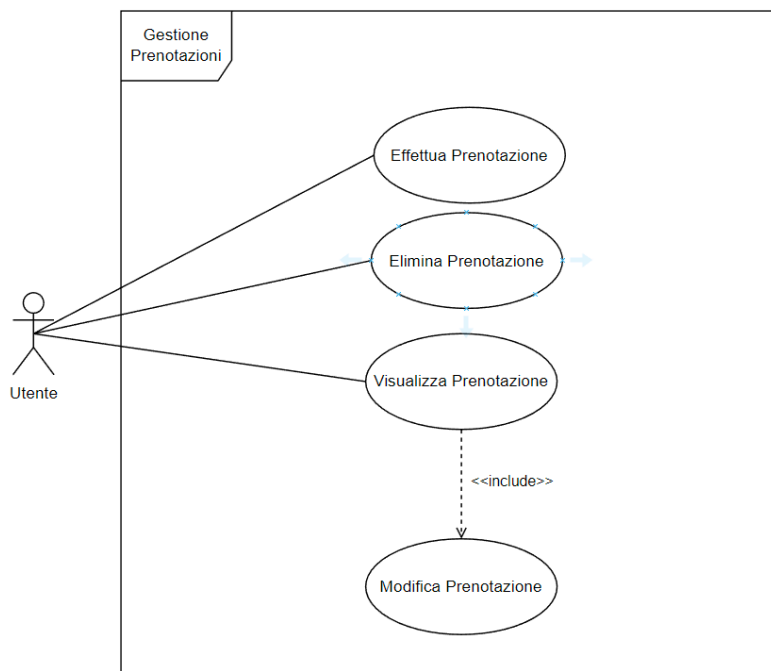 Gestione
Prenotazioni
Effettua Prenotazione
Elimina Prenotazione
Visualizza Prenotazione
Utente
<<include>>
Modifica Prenotazione